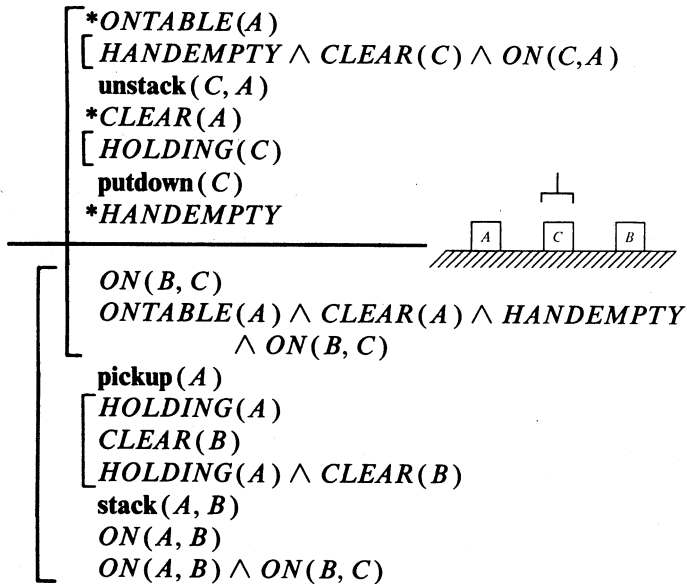 *ONTABLE(A)
HANDEMPTY ∧ CLEAR(C) ∧ ON(C,A)
unstack(C, A)
*CLEAR(A)
HOLDING(C)
putdown(C)
*HANDEMPTY
A C B
ON(B, C)
ONTABLE(A) ∧ CLEAR(A) ∧ HANDEMPTY
∧ ON(B, C)
pickup(A)
HOLDING(A)
CLEAR(B)
HOLDING(A) ∧ CLEAR(B)
stack(A, B)
ON(A, B)
ON(A, B) ∧ ON(B, C)